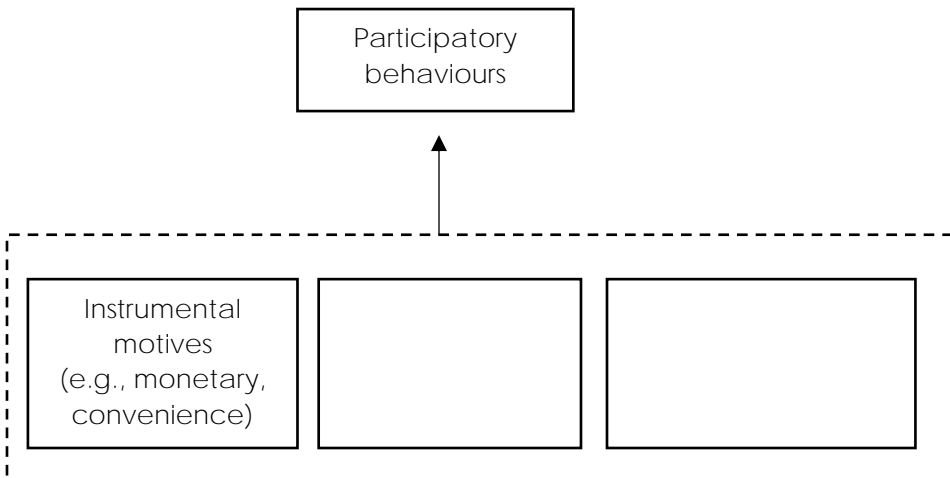 Participatory
behaviours
Instrumental
motives
(e.g., monetary,
convenience)